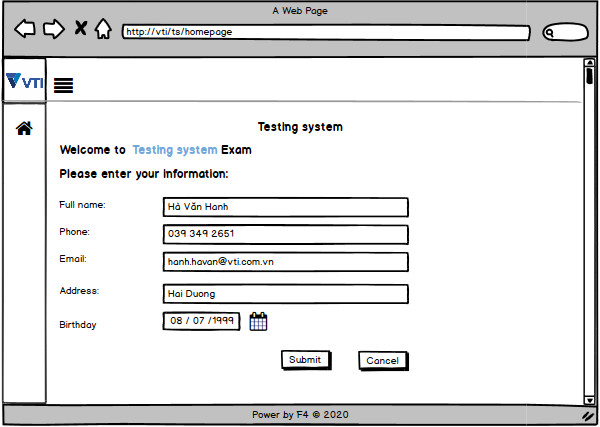 A Web Page
http://vti/ts/homepage
VTI
Testing system
Welcome to Testing system Exam
Please enter your information:
Full name: Hà Văn Hanh
Phone: 039 349 2651
Email: hanh.havan@vti.com.vn
Address: Hai Duong
Birthday 08 / 07 /1999
Submit Cancel
Power by F4 © 2020